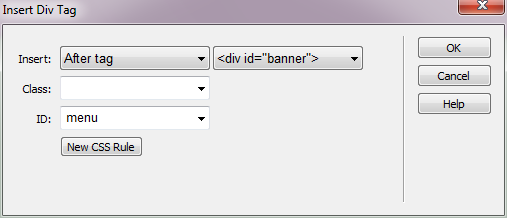 Insert Div Tag
Insert: After tag <div id="banner"> OK
Class: Cancel
ID: menu Help
New CSS Rule